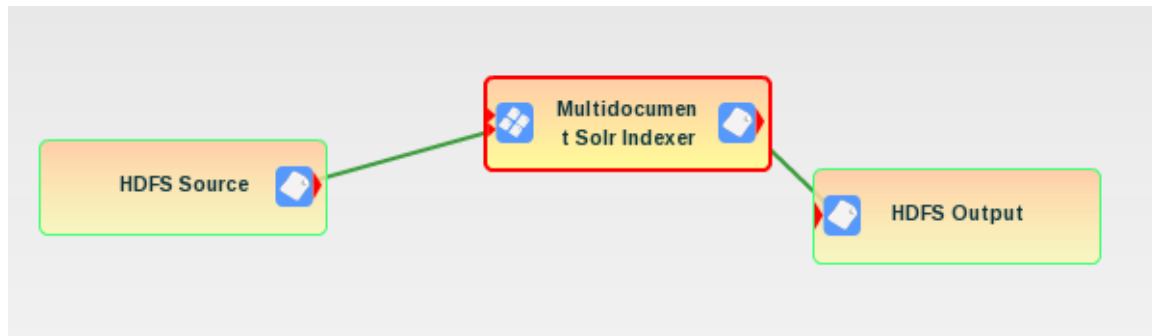 HDFS Source
Multidocumen
t Solr Indexer
HDFS Output